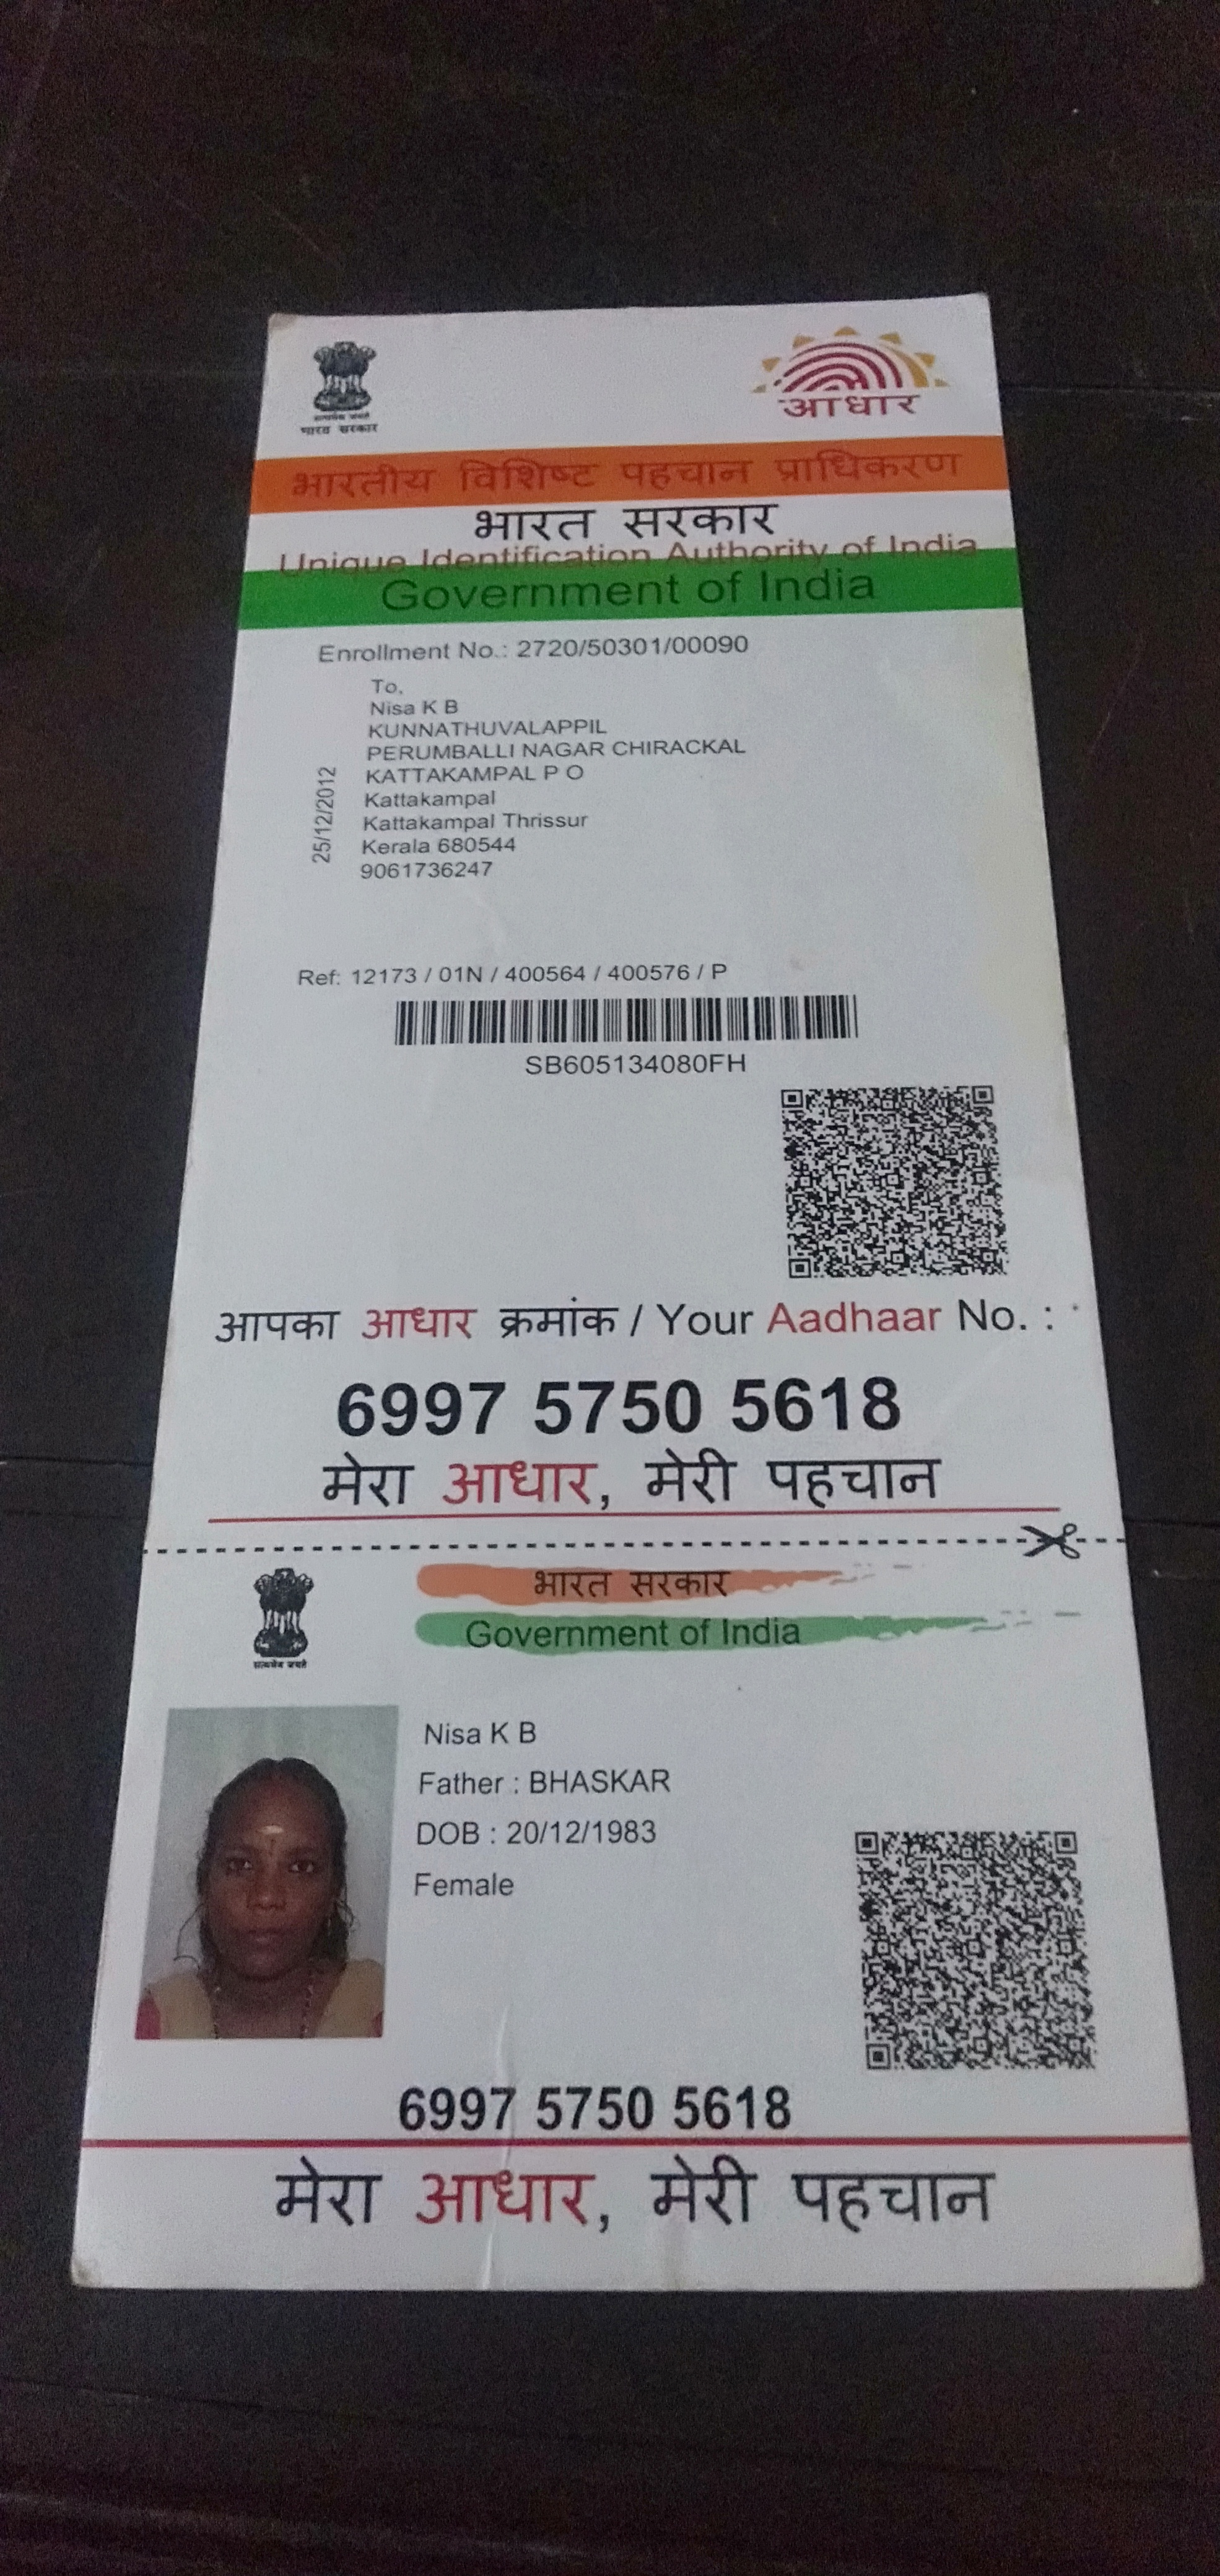 सत्यमेव जयते
भारत सरकार
आधार
भारतीय विशिष्ट पहचान प्राधिकरण
भारत सरकार
Unique Identification Authority of India
Government of India
Enrollment No.: 2720/50301/00090
25/12/2012
To,
Nisa K B
KUNNATHUVALAPPIL
PERUMBALLI NAGAR CHIRACKAL
KATTAKAMPAL P O
Kattakampal
Kattakampal Thrissur
Kerala 680544
9061736247
Ref: 12173 / 01N / 400564 / 400576 / P
SB605134080FH
आपका आधार क्रमांक / Your Aadhaar No. :
6997 5750 5618
मेरा आधार, मेरी पहचान
सत्यमेव जयते
भारत सरकार
Government of India
Nisa K B
Father : BHASKAR
DOB : 20/12/1983
Female
6997 5750 5618
मेरा आधार, मेरी पहचान